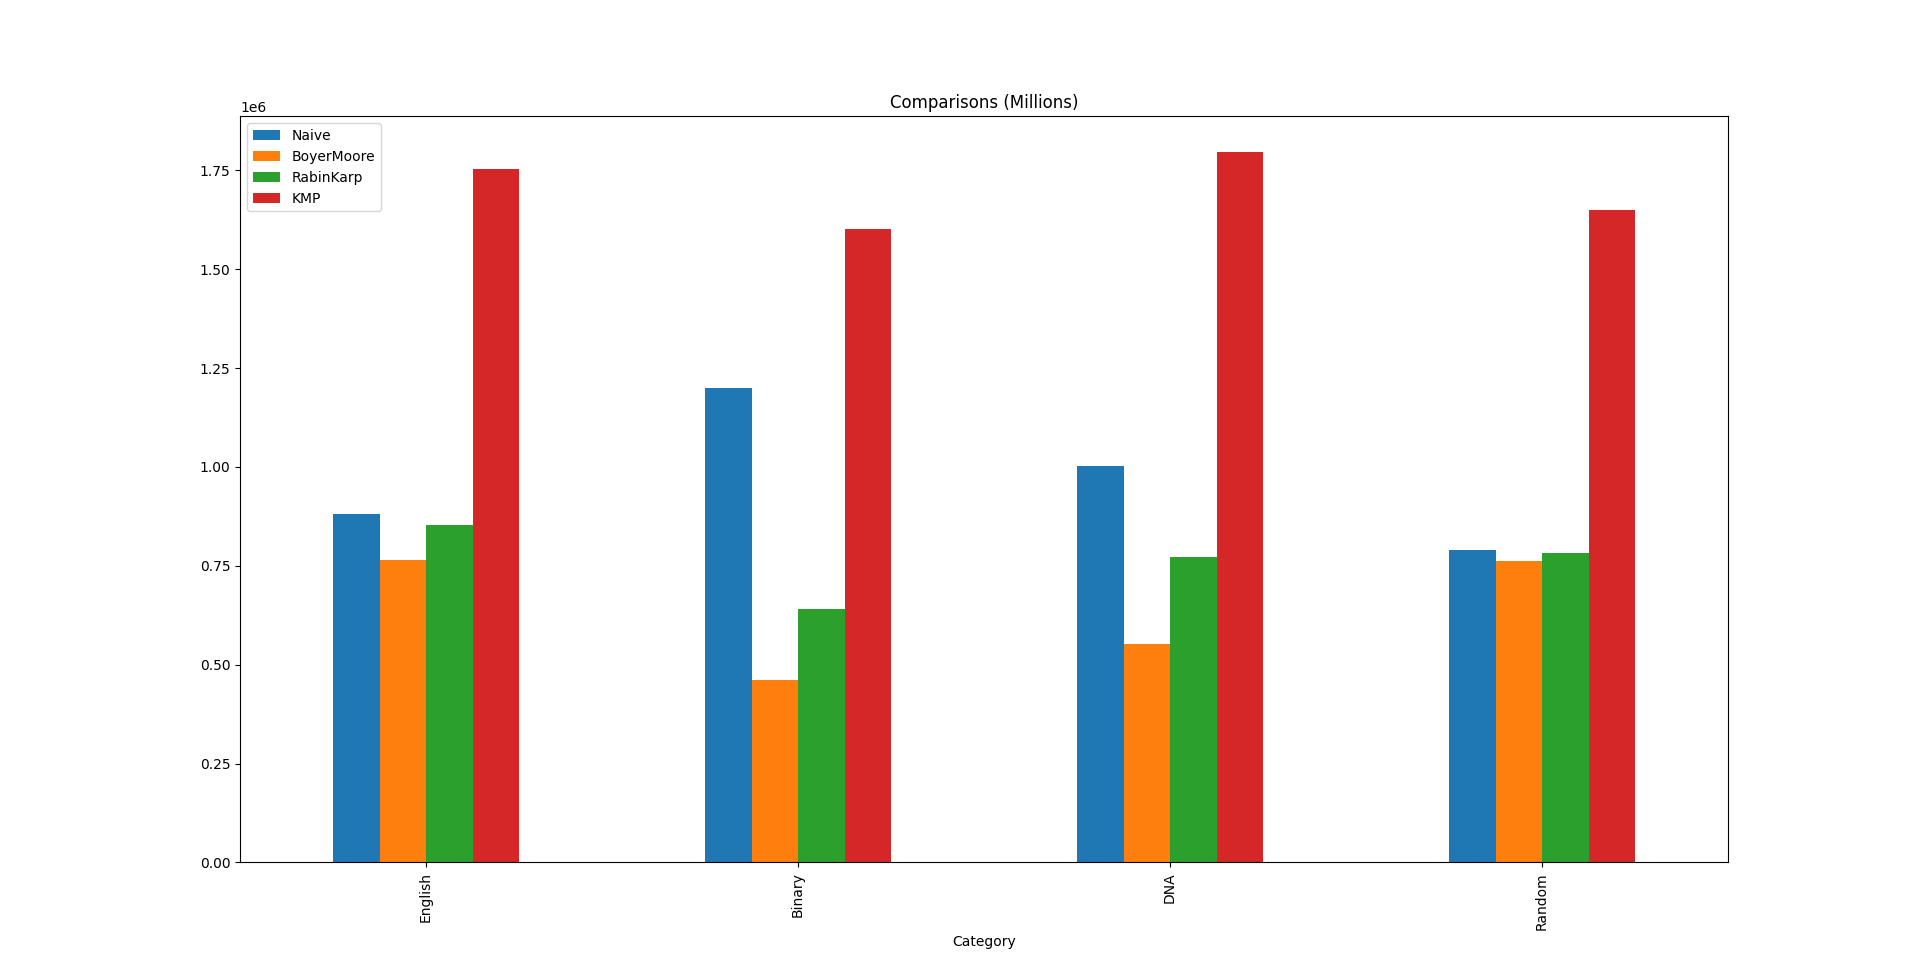 Comparisons (Millions)
1e6
Naive
BoyerMoore
RabinKarp
KMP
1.75
1.50
1.25
1.00
0.75
0.50
0.25
0.00
English
Binary
DNA
Random
Category